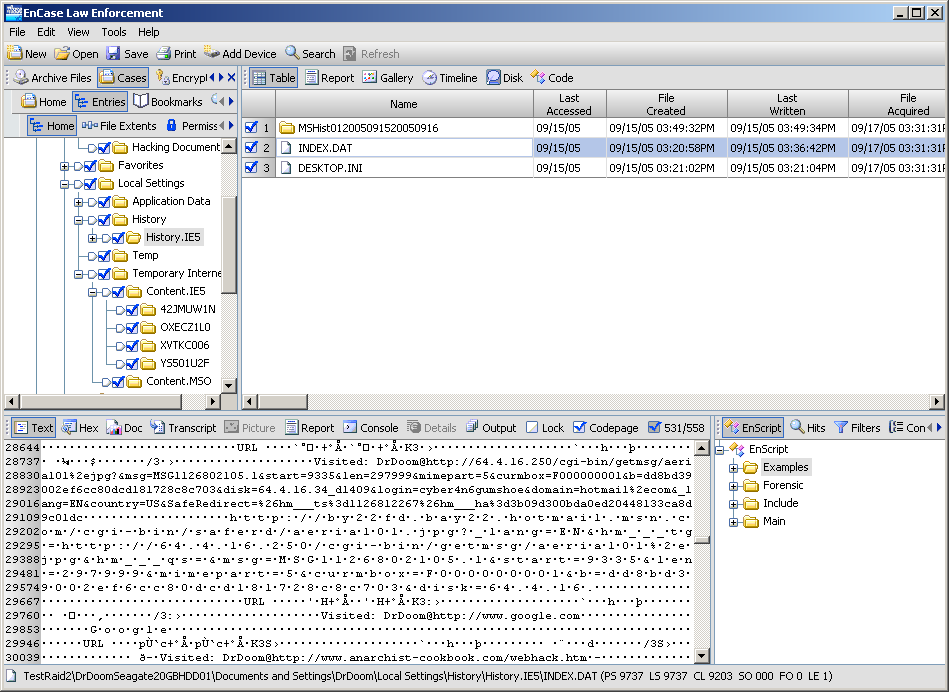 EnCase Law Enforcement
File Edit View Tools Help
New Open Save Print Add Device Search Refresh
Archive Files Cases Encrypt
Home Entries Bookmarks
Home File Extents Permiss
Hacking Document
Favorites
Local Settings
Application Data
History
History.IE5
Temp
Temporary Interne
Content.IE5
42JMUW1N
OXECZ1L0
XVTKC006
YS501U2F
Content.MSO
Table Report Gallery Timeline Disk Code
Name Last Accessed File Created Last Written File Acquired
1 MSHist012005091520050916 09/15/05 09/15/05 03:49:32PM 09/15/05 03:49:34PM 09/17/05 03:31:31P
2 INDEX.DAT 09/15/05 09/15/05 03:20:58PM 09/15/05 03:36:42PM 09/17/05 03:31:31P
3 DESKTOP.INI 09/15/05 09/15/05 03:21:02PM 09/15/05 03:21:04PM 09/17/05 03:31:31P
Text Hex Doc Transcript Picture Report Console Details Output Lock Codepage 531/558
28644 URL
28737 Visited: DrDoom@http://64.4.16.250/cgi-bin/getmsg/aeri
28830 al01%2ejpg?&msg=MSG1126802105.1&start=9335&len=297999&mimepart=5&curmbox=F000000001&b=dd8bd39
28923 002ef6cc80dcd181728c8c703&disk=64.4.16.34_d1409&login=cyber4n6gumshoe&domain=hotmail%2ecom&_l
29016 ang=EN&country=US&SafeRedirect=%26hm___ts%3d1126812267%26hm___ha%3d3b09d300bda0ed20448133ca8d
29109 9c01dc h·t·t·p·:·/·/·b·y·2·2·f·d·.·b·a·y·2·2·.·h·o·t·m·a·i·l·.·m·s·n·.·c·
29202 o·m·/·c·g·i·-·b·i·n·/·s·a·f·e·r·d·/·a·e·r·i·a·l·0·1·.·j·p·g·?·_·l·a·n·g·=·E·N·&·h·m·_·_·_·t·g
29295 ·=·h·t·t·p·:·/·/·6·4·.·4·.·1·6·.·2·5·0·/·c·g·i·-·b·i·n·/·g·e·t·m·s·g·/·a·e·r·i·a·l·0·1·%·2·e·
29388 j·p·g·&·h·m·_·_·_·q·s·=·&·m·s·g·=·M·S·G·1·1·2·6·8·0·2·1·0·5·.·1·&·s·t·a·r·t·=·9·3·3·5·&·l·e·n
29481 ·=·2·9·7·9·9·9·&·m·i·m·e·p·a·r·t·=·5·&·c·u·r·m·b·o·x·=·F·0·0·0·0·0·0·0·0·1·&·b·=·d·d·8·b·d·3·
29574 9·0·0·2·e·f·6·c·c·8·0·d·c·d·1·8·1·7·2·8·c·8·c·7·0·3·&·d·i·s·k·=·6·4·.·4·.·1·6·.
29667 URL
29760 Visited: DrDoom@http://www.google.com
29853 G·o·o·g·l·e
29946 URL
30039 Visited: DrDoom@http://www.anarchist-cookbook.com/webhack.htm
EnScript Hits Filters Con
EnScript
Examples
Forensic
Include
Main
TestRaid2\DrDoomSeagate20GBHDD01\Documents and Settings\DrDoom\Local Settings\History\History.IE5\INDEX.DAT (PS 9737 LS 9737 CL 9203 SO 000 FO 0 LE 1)